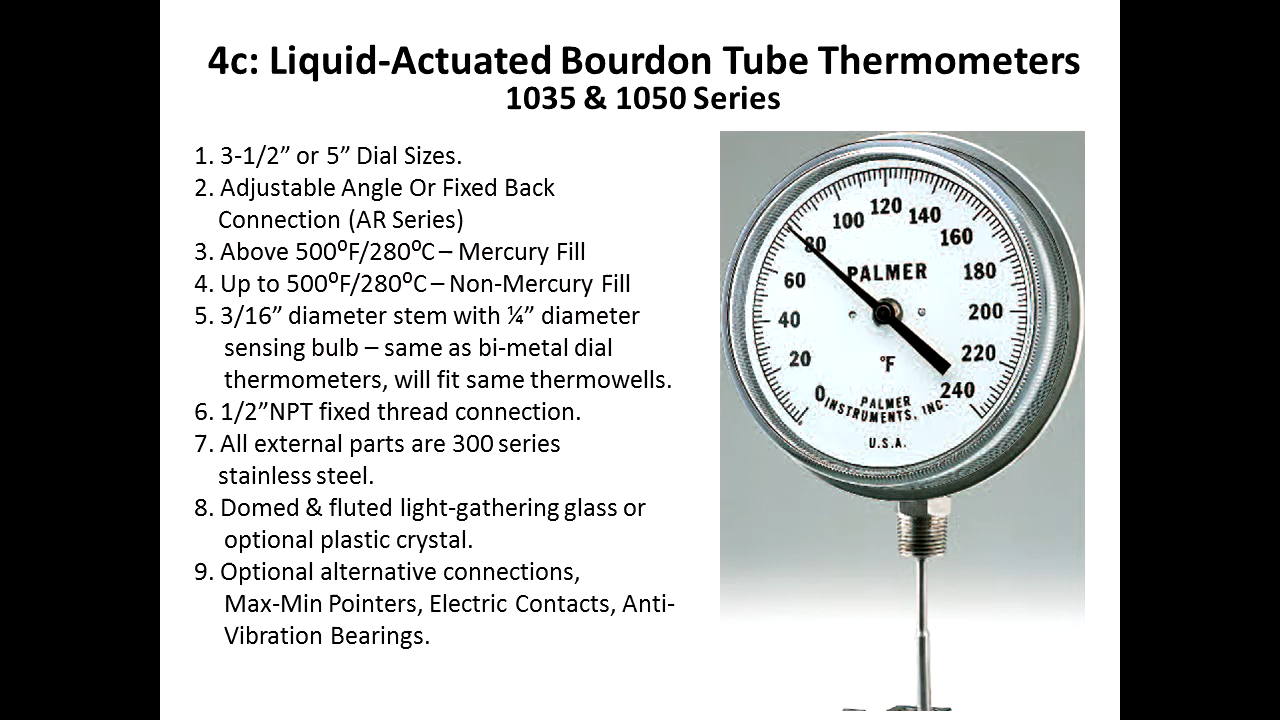 4c: Liquid-Actuated Bourdon Tube Thermometers
1035 & 1050 Series
1. 3-1/2” or 5” Dial Sizes.
2. Adjustable Angle Or Fixed Back
Connection (AR Series)
3. Above 500⁰F/280⁰C – Mercury Fill
4. Up to 500⁰F/280⁰C – Non-Mercury Fill
5. 3/16” diameter stem with ¼” diameter
sensing bulb – same as bi-metal dial
thermometers, will fit same thermowells.
6. 1/2”NPT fixed thread connection.
7. All external parts are 300 series
stainless steel.
8. Domed & fluted light-gathering glass or
optional plastic crystal.
9. Optional alternative connections,
Max-Min Pointers, Electric Contacts, Anti-
Vibration Bearings.
0
20
40
60
80
100
120
140
160
180
200
220
240
PALMER
°F
PALMER
INSTRUMENTS, INC.
U.S.A.